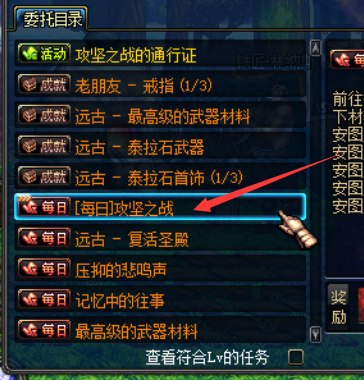 委托目录
活动 攻坚之战的通行证
成就 老朋友 - 戒指 (1/3)
成就 远古 - 最高级的武器材料
成就 远古 - 泰拉石武器
成就 远古 - 泰拉石首饰 (1/3)
每日 [每日]攻坚之战
每日 远古 - 复活圣殿
每日 压抑的悲鸣声
每日 记忆中的往事
每日 最高级的武器材料
查看符合Lv的任务
每
前往
下材
安图
安图
安图
安图
安图
奖
励